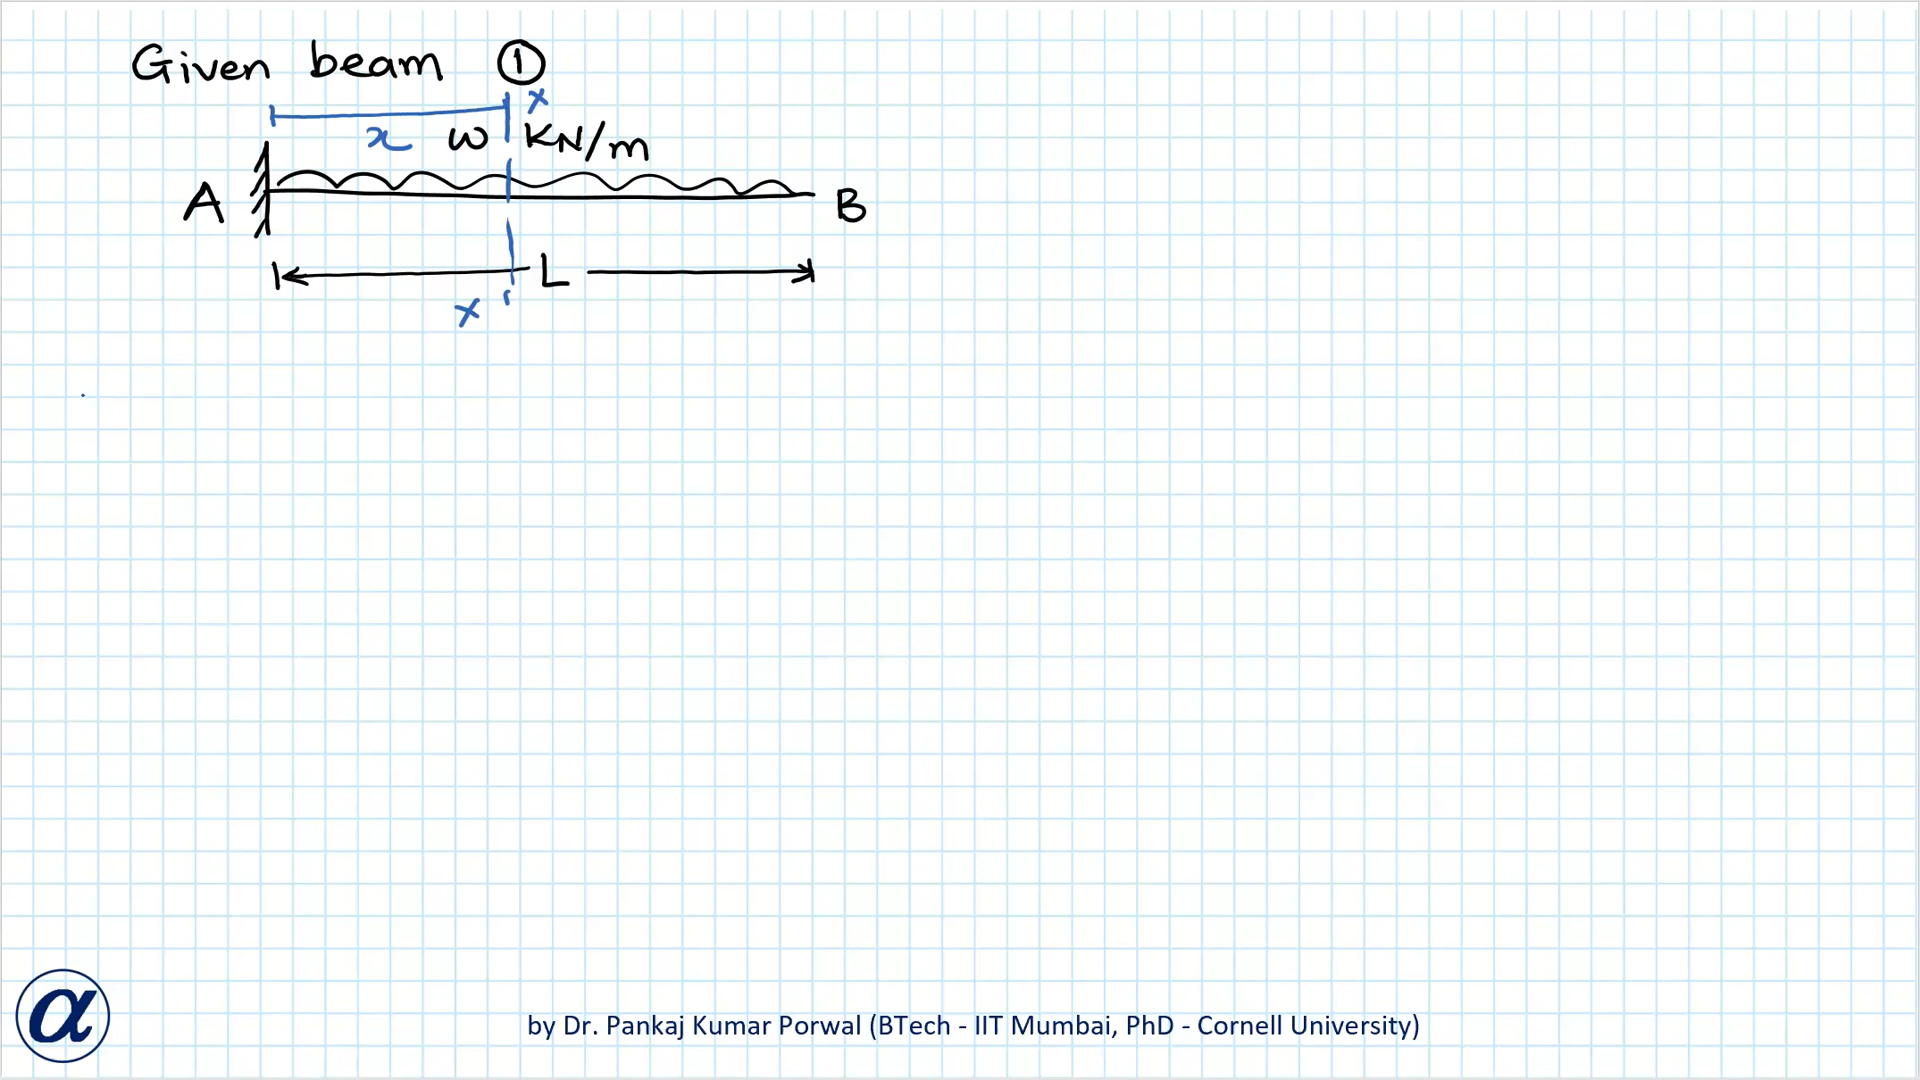 Given beam ①
x
x w KN/m
A B
L
x
α
by Dr. Pankaj Kumar Porwal (BTech - IIT Mumbai, PhD - Cornell University)